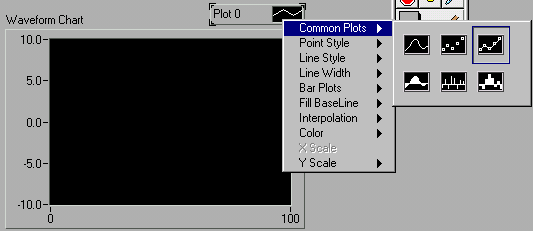 Plot 0
Waveform Chart
Common Plots
Point Style
Line Style
Line Width
Bar Plots
Fill BaseLine
Interpolation
Color
X Scale
Y Scale
10.0
5.0
0.0
-5.0
-10.0
0
100